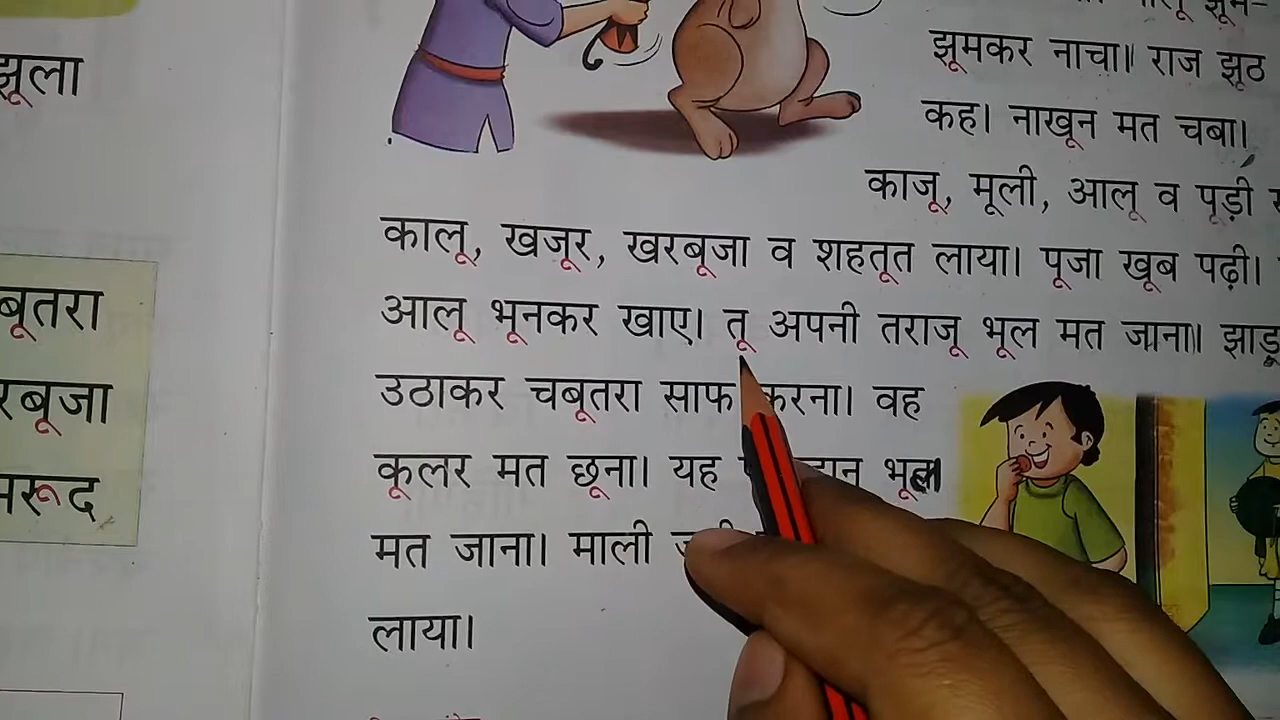 झूला
झूमकर नाचा। राज झूठ
कह। नाखून मत चबा।
काजू, मूली, आलू व पूड़ी
कालू, खजूर, खरबूजा व शहतूत लाया। पूजा खूब पढ़ी।
आलू भूनकर खाए। तू अपनी तराजू भूल मत जाना। झाड़ू
उठाकर चबूतरा साफ करना। वह
कूलर मत छूना। यह भूल
मत जाना। माली
लाया।
बूतरा
रबूजा
मरूद